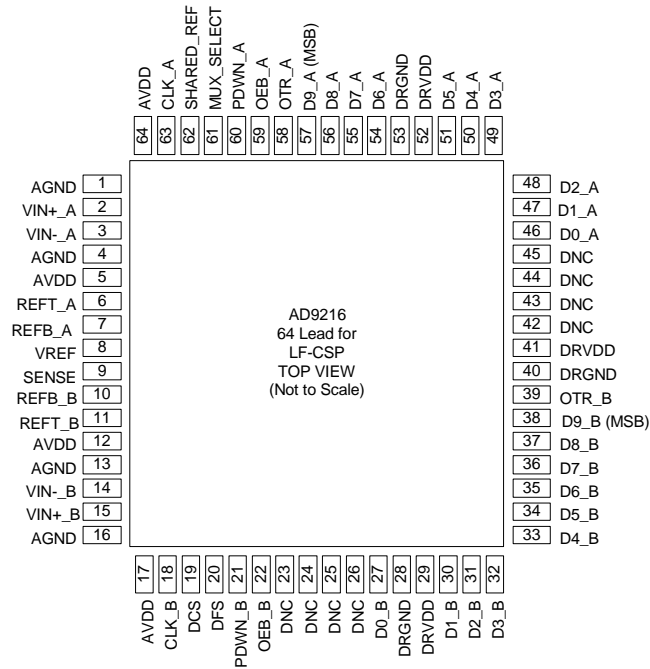 AVDD
CLK_A
SHARED_REF
MUX_SELECT
PDWN_A
OEB_A
OTR_A
D9_A (MSB)
D8_A
D7_A
D6_A
DRGND
DRVDD
D5_A
D4_A
D3_A
64
63
62
61
60
59
58
57
56
55
54
53
52
51
50
49
AGND 1
VIN+_A 2
VIN-_A 3
AGND 4
AVDD 5
REFT_A 6
REFB_A 7
VREF 8
SENSE 9
REFB_B 10
REFT_B 11
AVDD 12
AGND 13
VIN-_B 14
VIN+_B 15
AGND 16
AD9216
64 Lead for
LF-CSP
TOP VIEW
(Not to Scale)
48 D2_A
47 D1_A
46 D0_A
45 DNC
44 DNC
43 DNC
42 DNC
41 DRVDD
40 DRGND
39 OTR_B
38 D9_B (MSB)
37 D8_B
36 D7_B
35 D6_B
34 D5_B
33 D4_B
17
18
19
20
21
22
23
24
25
26
27
28
29
30
31
32
AVDD
CLK_B
DCS
DFS
PDWN_B
OEB_B
DNC
DNC
DNC
DNC
D0_B
DRGND
DRVDD
D1_B
D2_B
D3_B